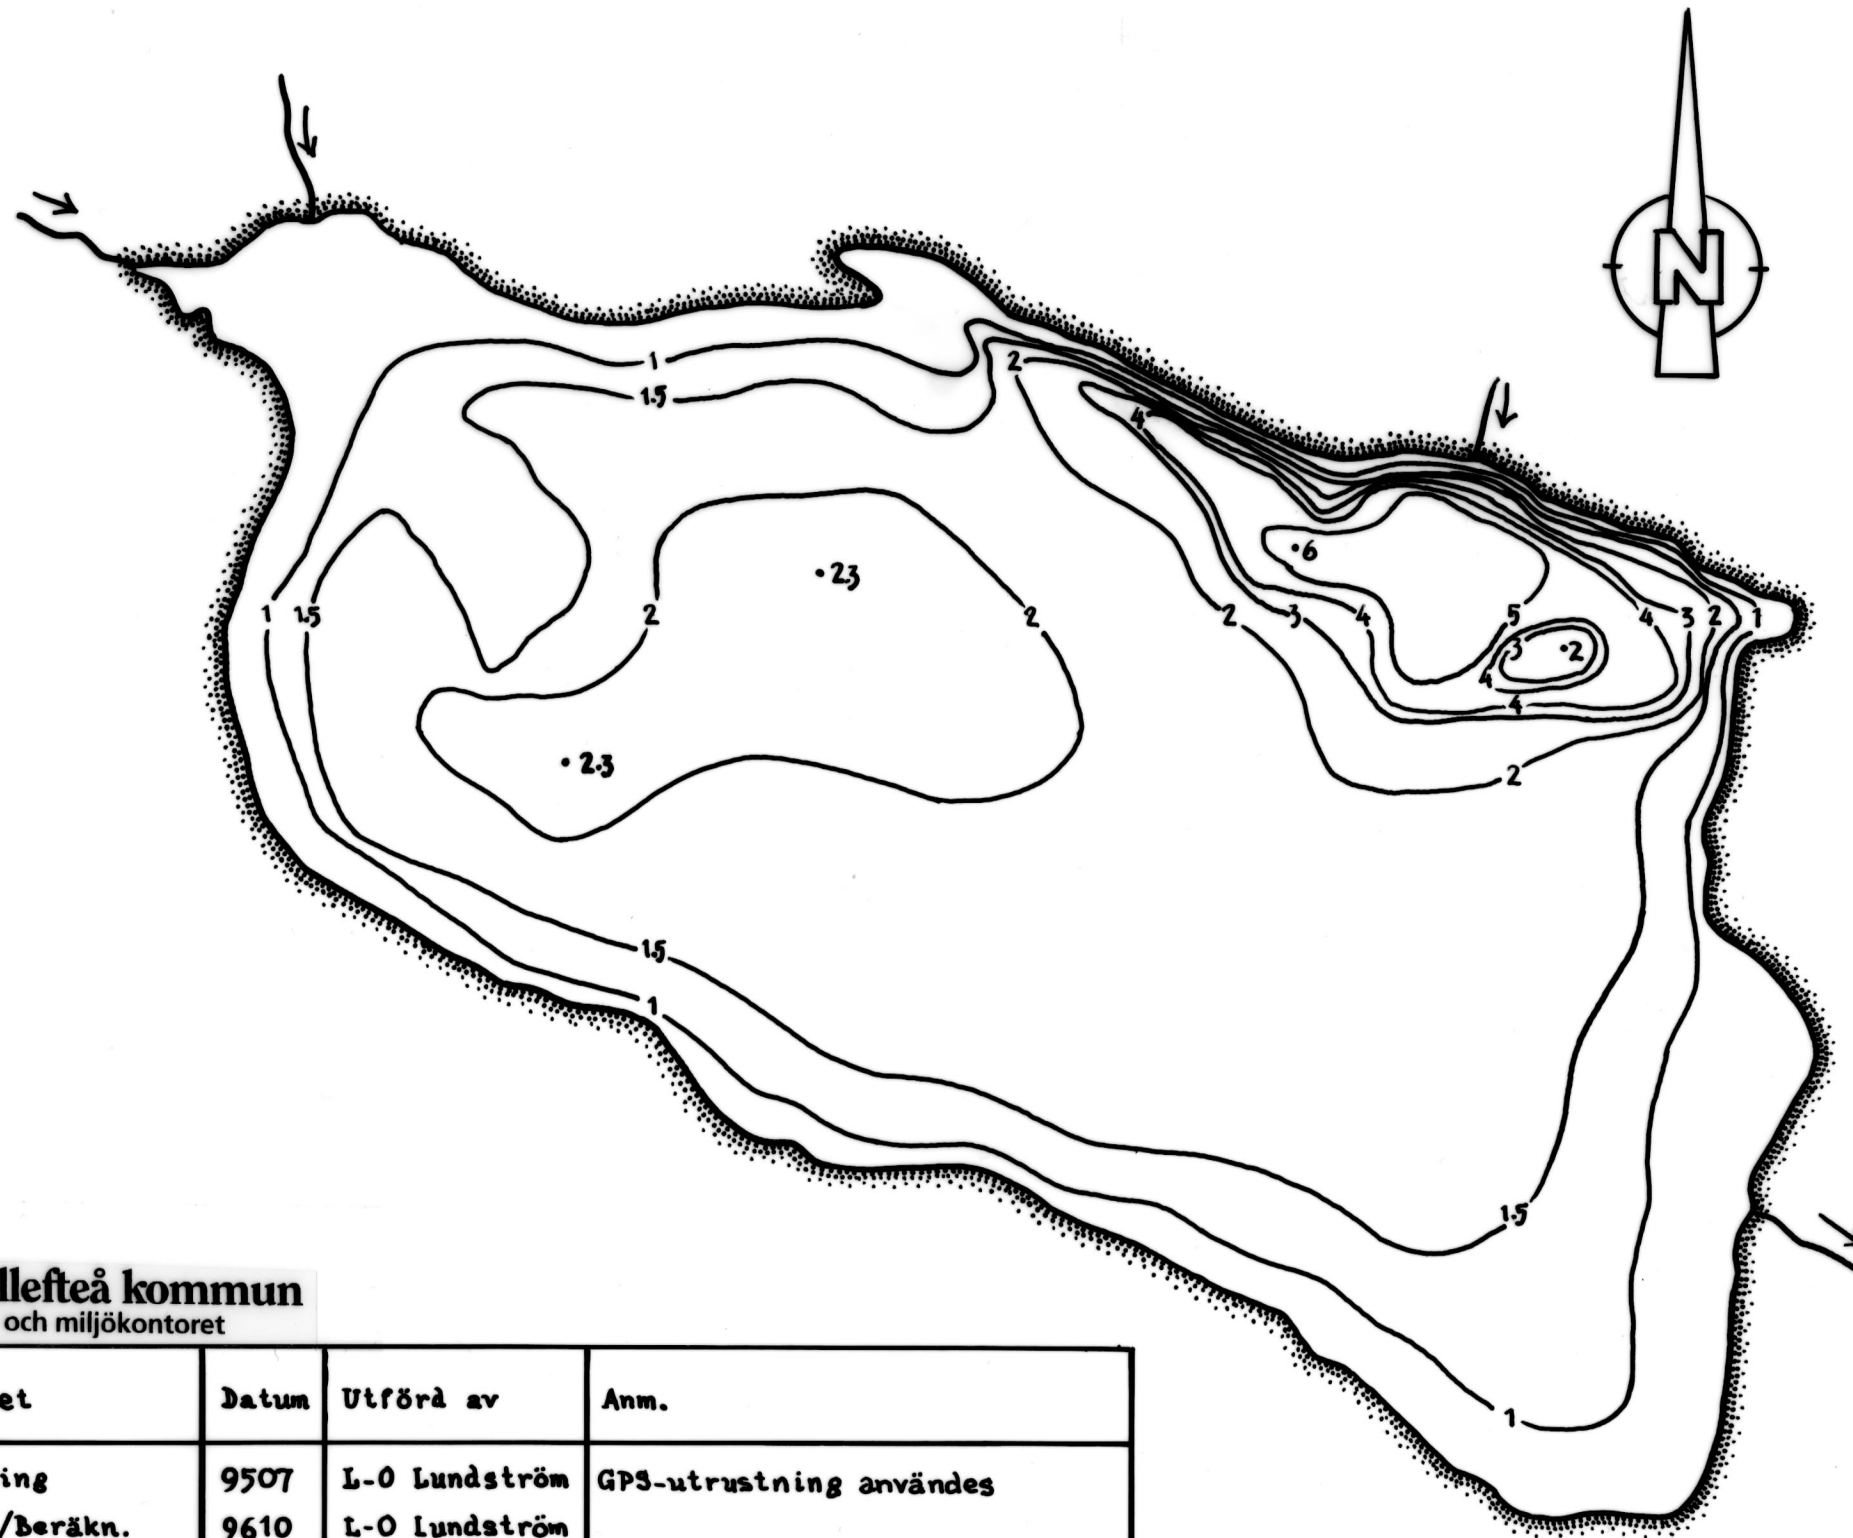 N
1
1.5
2
4
• 6
• 2.3
1 1.5 2 2 2 3 4 5 4 3 2 1
3 • 2
4
4
• 2.3
2
1.5
1
1.5
1
llefteå kommun
och miljökontoret
et Datum Utförd av Anm.
ing 9507 L-O Lundström GPS-utrustning användes
/Beräkn. 9610 L-O Lundström